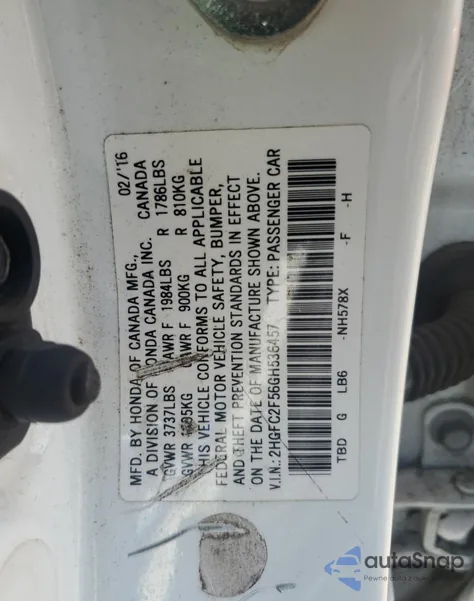 MFD. BY HONDA OF CANADA MFG., 02/'16
A DIVISION OF HONDA CANADA INC. CANADA
GVWR 3737LBS GAWR F 1984LBS R 1786LBS
GVWR 1695KG GAWR F 900KG R 810KG
THIS VEHICLE CONFORMS TO ALL APPLICABLE
FEDERAL MOTOR VEHICLE SAFETY, BUMPER,
AND THEFT PREVENTION STANDARDS IN EFFECT
ON THE DATE OF MANUFACTURE SHOWN ABOVE.
V.I.N.: 2HGFC2F56GH536457 TYPE: PASSENGER CAR
TBD G LB6 -NH578X -F -H
autoSnap